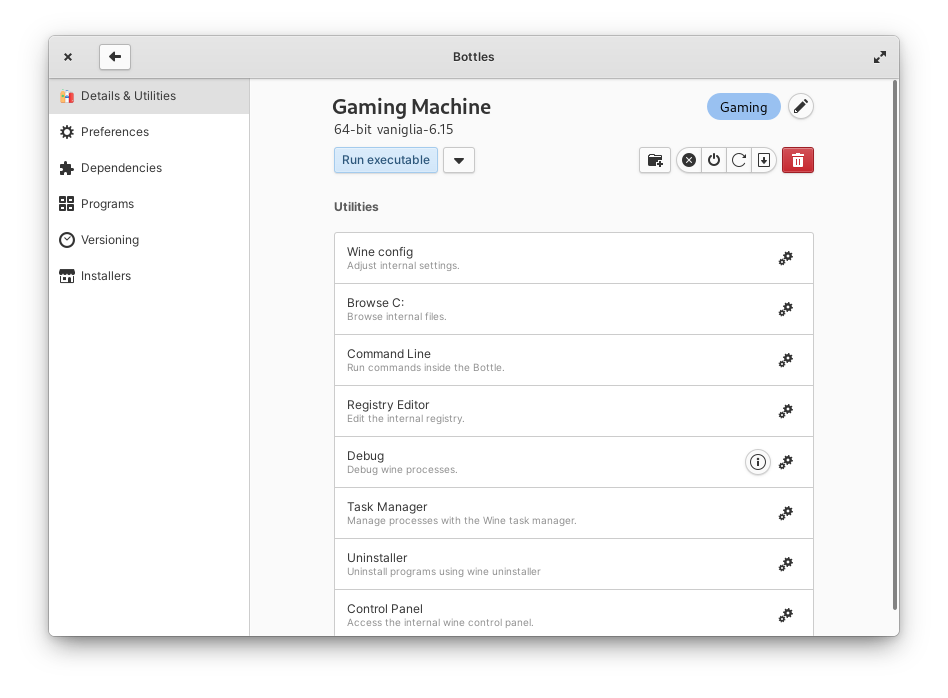 Bottles
Details & Utilities
Preferences
Dependencies
Programs
Versioning
Installers
Gaming Machine
Gaming
64-bit vaniglia-6.15
Run executable
Utilities
Wine config
Adjust internal settings.
Browse C:
Browse internal files.
Command Line
Run commands inside the Bottle.
Registry Editor
Edit the internal registry.
Debug
Debug wine processes.
Task Manager
Manage processes with the Wine task manager.
Uninstaller
Uninstall programs using wine uninstaller
Control Panel
Access the internal wine control panel.